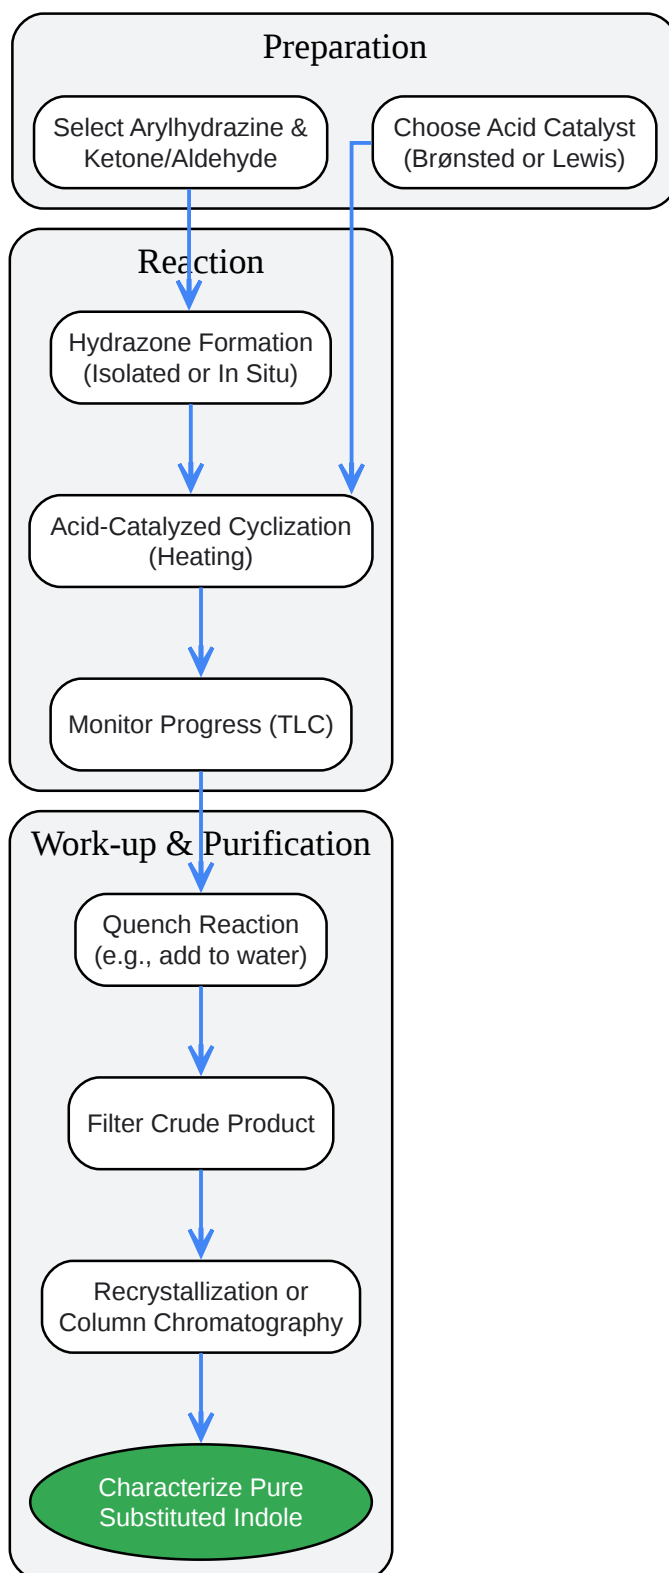 Preparation
Select Arylhydrazine &
Ketone/Aldehyde
Choose Acid Catalyst
(Brønsted or Lewis)
Reaction
Hydrazone Formation
(Isolated or In Situ)
Acid-Catalyzed Cyclization
(Heating)
Monitor Progress (TLC)
Work-up & Purification
Quench Reaction
(e.g., add to water)
Filter Crude Product
Recrystallization or
Column Chromatography
Characterize Pure
Substituted Indole